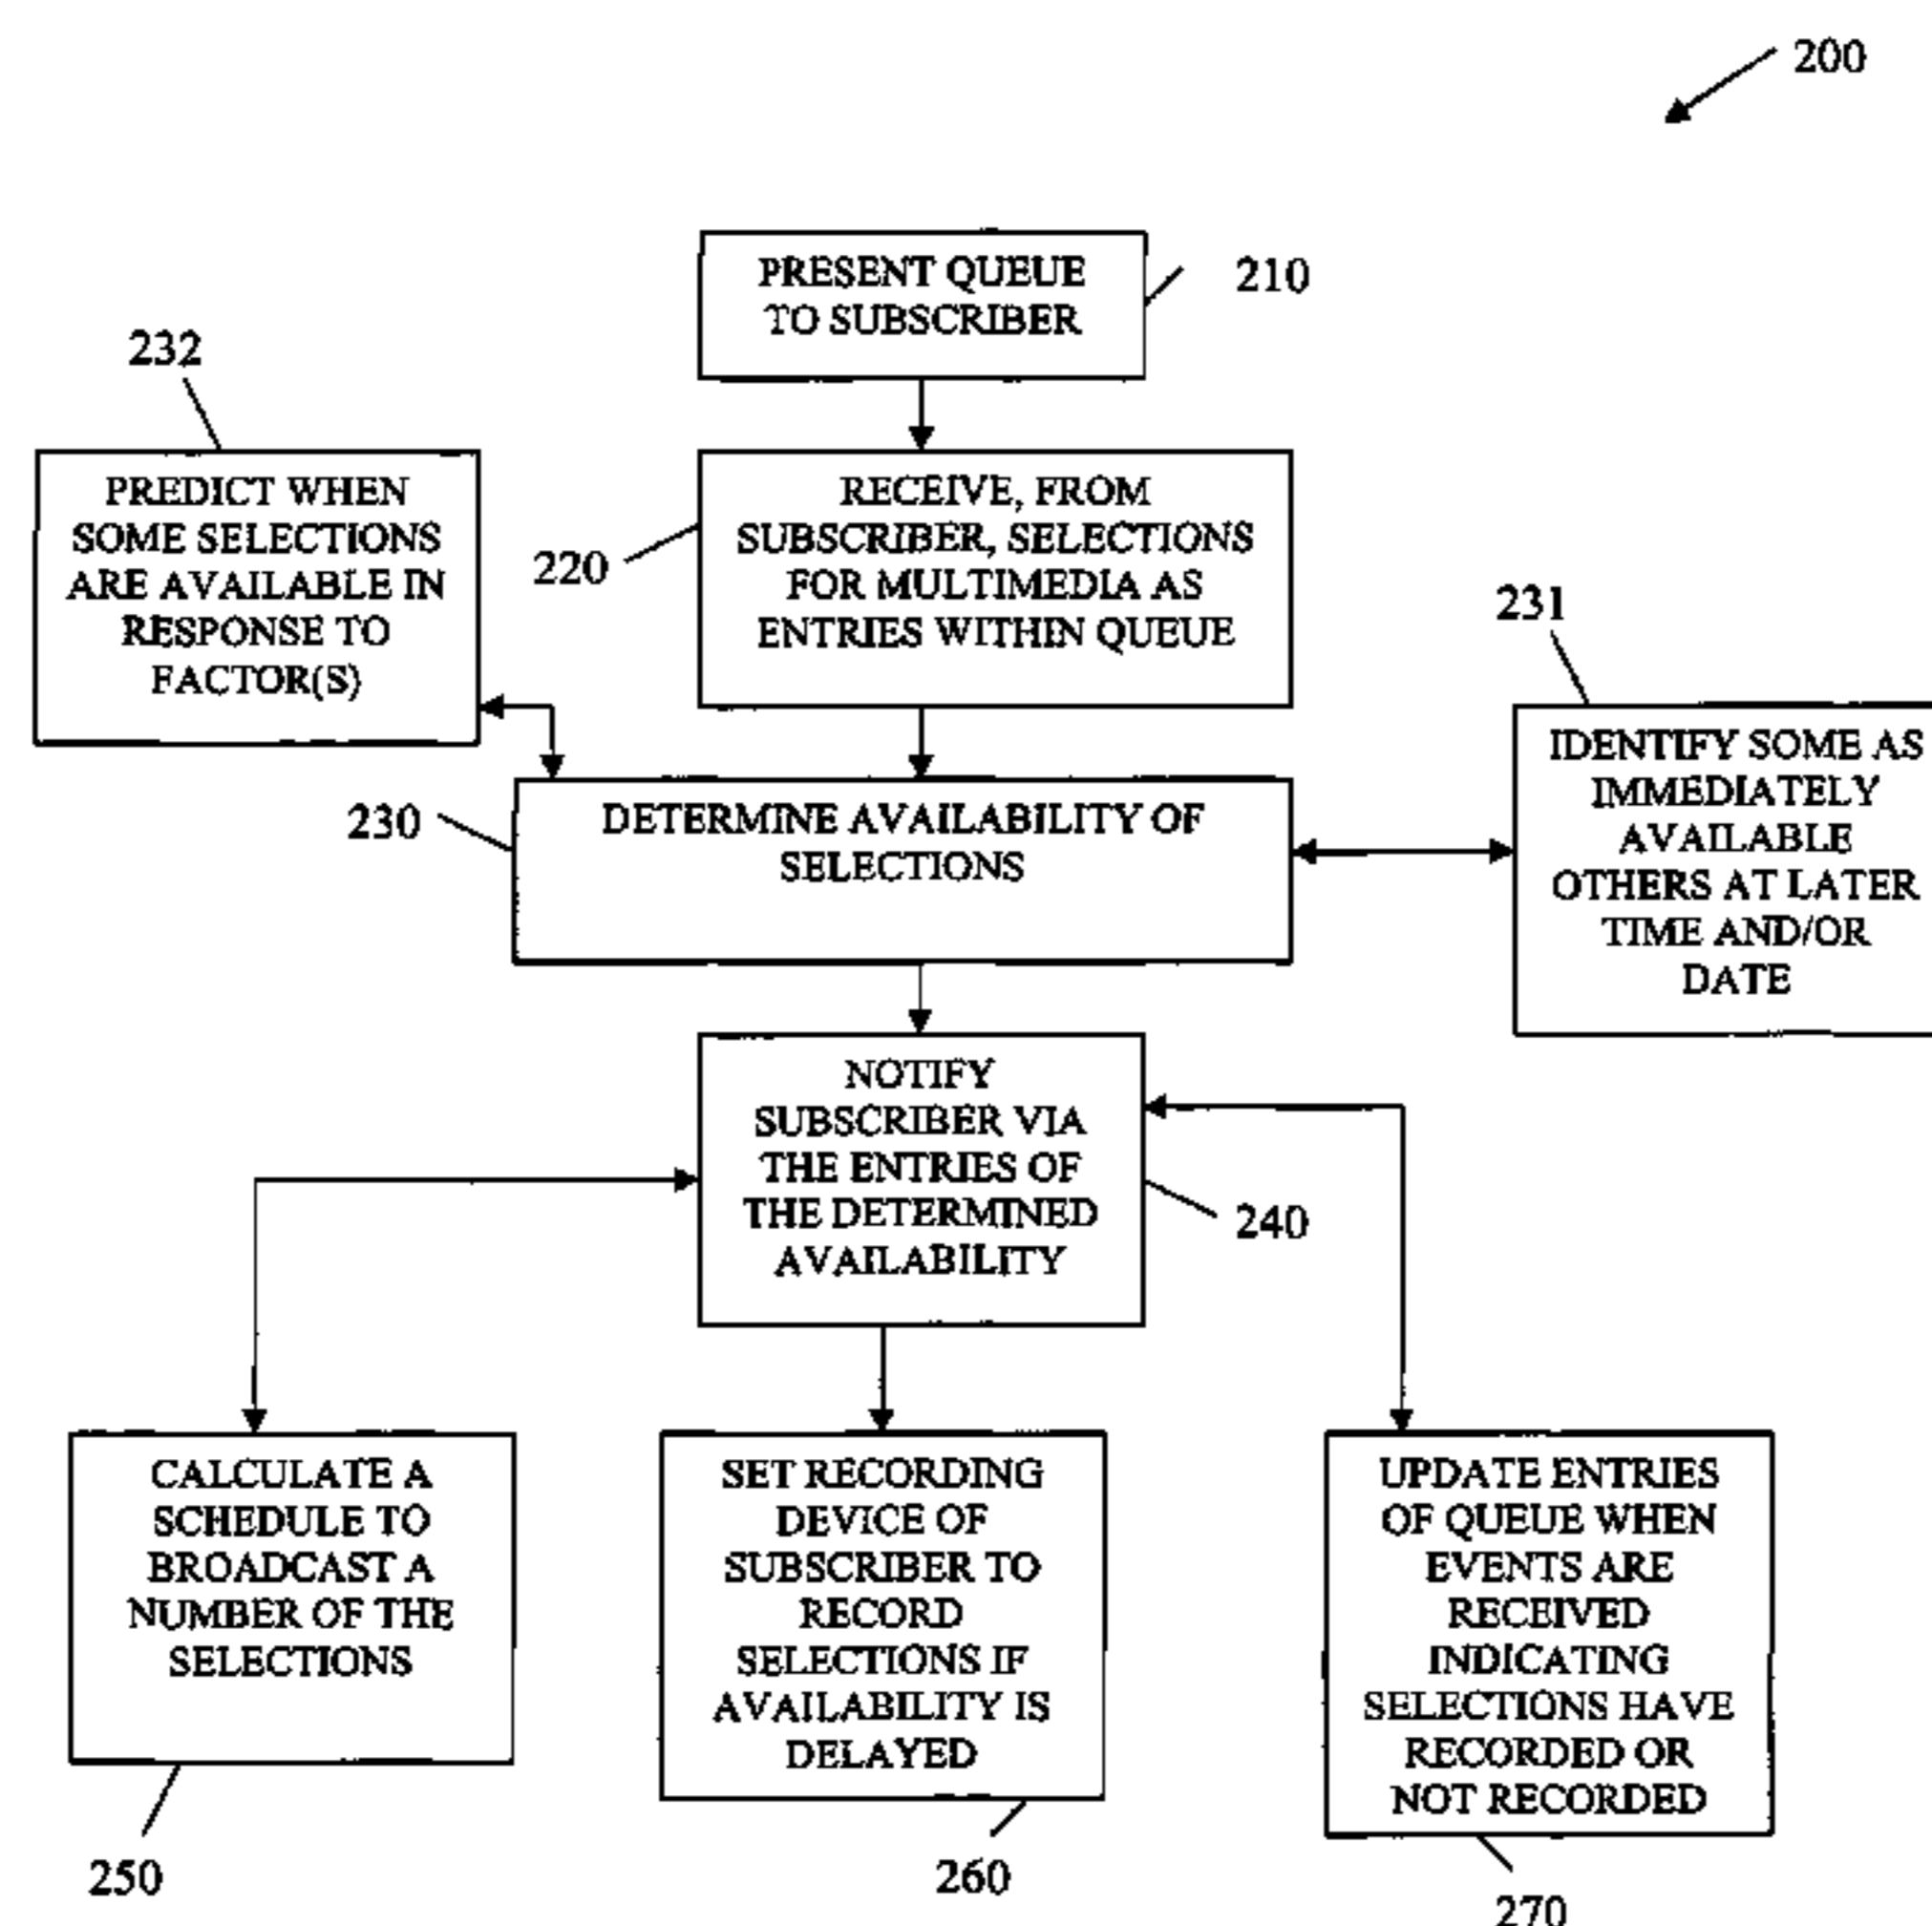 200
PRESENT QUEUE
TO SUBSCRIBER
210
232
PREDICT WHEN
SOME SELECTIONS
ARE AVAILABLE IN
RESPONSE TO
FACTOR(S)
RECEIVE, FROM
SUBSCRIBER, SELECTIONS
FOR MULTIMEDIA AS
ENTRIES WITHIN QUEUE
220
231
IDENTIFY SOME AS
IMMEDIATELY
AVAILABLE
OTHERS AT LATER
TIME AND/OR
DATE
230
DETERMINE AVAILABILITY OF
SELECTIONS
NOTIFY
SUBSCRIBER VIA
THE ENTRIES OF
THE DETERMINED
AVAILABILITY
240
CALCULATE A
SCHEDULE TO
BROADCAST A
NUMBER OF THE
SELECTIONS
250
SET RECORDING
DEVICE OF
SUBSCRIBER TO
RECORD
SELECTIONS IF
AVAILABILITY IS
DELAYED
260
UPDATE ENTRIES
OF QUEUE WHEN
EVENTS ARE
RECEIVED
INDICATING
SELECTIONS HAVE
RECORDED OR
NOT RECORDED
270